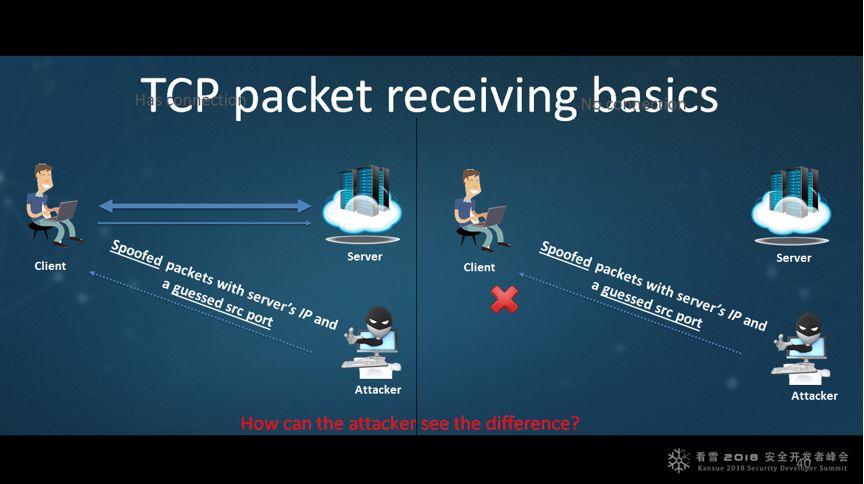 TCP packet receiving basics
Has connection
No connection
Client
Server
Spoofed packets with server's IP and
a guessed src port
Attacker
Client
Server
Spoofed packets with server's IP and
a guessed src port
Attacker
How can the attacker see the difference?
看雪 2018 安全开发者峰会
Kanxue 2018 Security Developer Summit
40